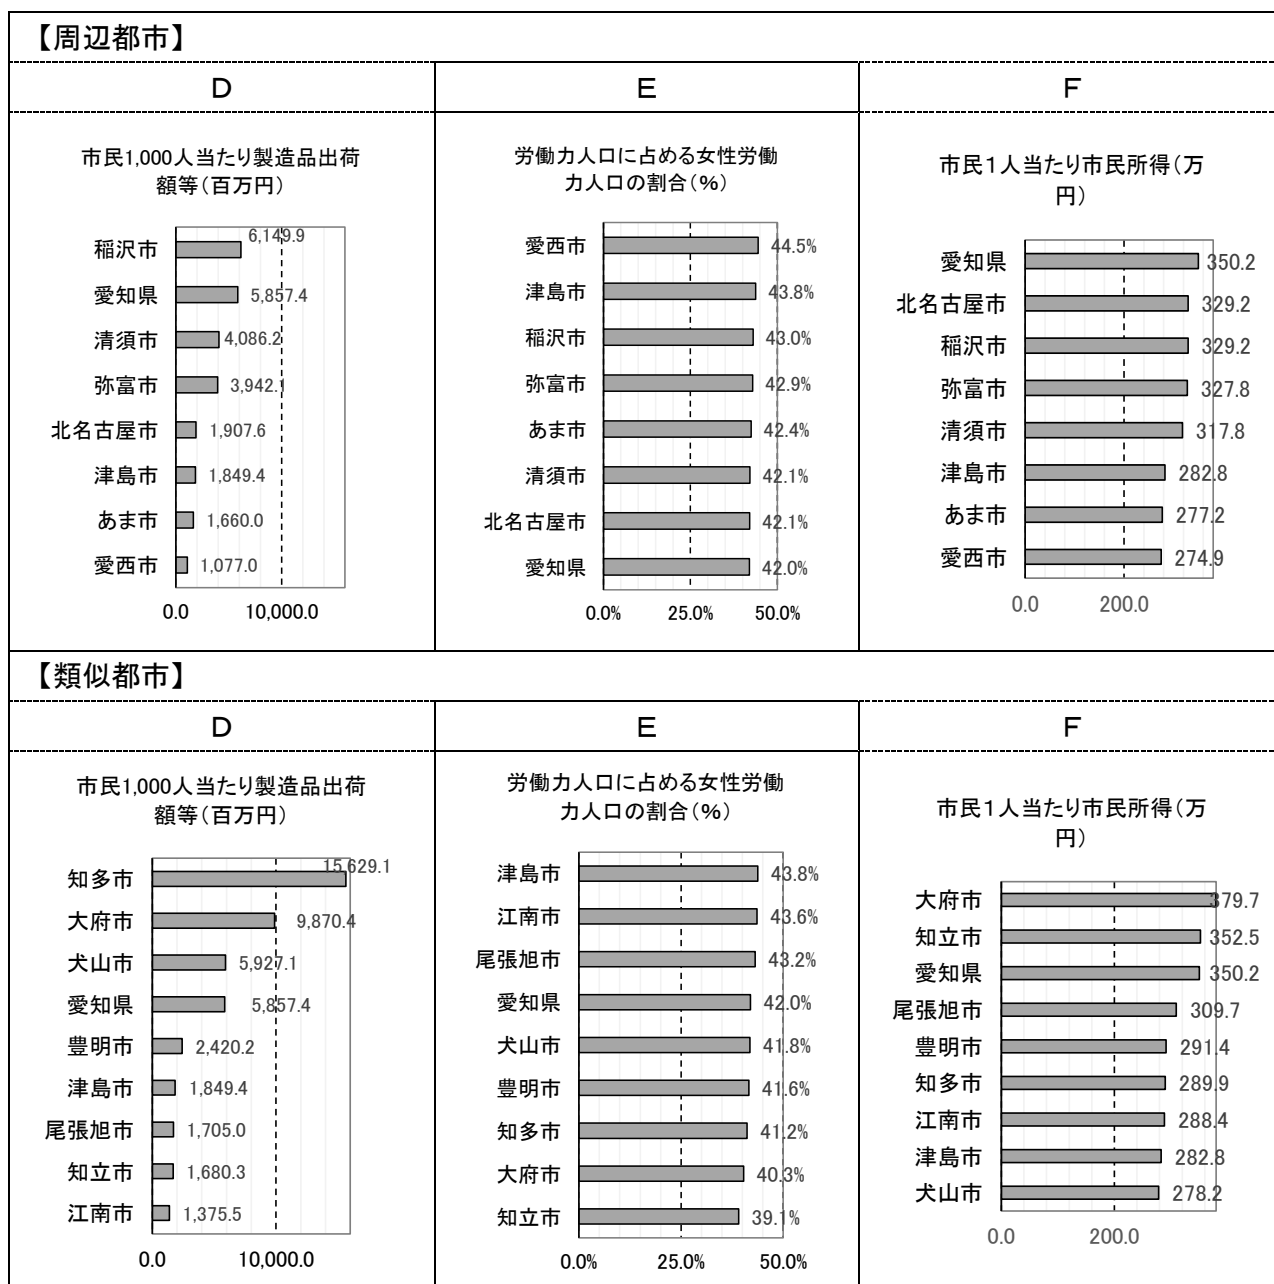 【周辺都市】
D
E
F
市民1,000人当たり製造品出荷
額等(百万円)
稲沢市 6,149.9
愛知県 5,857.4
清須市 4,086.2
弥富市 3,942.1
北名古屋市 1,907.6
津島市 1,849.4
あま市 1,660.0
愛西市 1,077.0
0.0 10,000.0
労働力人口に占める女性労働
力人口の割合(%)
愛西市 44.5%
津島市 43.8%
稲沢市 43.0%
弥富市 42.9%
あま市 42.4%
清須市 42.1%
北名古屋市 42.1%
愛知県 42.0%
0.0% 25.0% 50.0%
市民1人当たり市民所得(万
円)
愛知県 350.2
北名古屋市 329.2
稲沢市 329.2
弥富市 327.8
清須市 317.8
津島市 282.8
あま市 277.2
愛西市 274.9
0.0 200.0
【類似都市】
D
E
F
市民1,000人当たり製造品出荷
額等(百万円)
知多市 15,629.1
大府市 9,870.4
犬山市 5,927.1
愛知県 5,857.4
豊明市 2,420.2
津島市 1,849.4
尾張旭市 1,705.0
知立市 1,680.3
江南市 1,375.5
0.0 10,000.0
労働力人口に占める女性労働
力人口の割合(%)
津島市 43.8%
江南市 43.6%
尾張旭市 43.2%
愛知県 42.0%
犬山市 41.8%
豊明市 41.6%
知多市 41.2%
大府市 40.3%
知立市 39.1%
0.0% 25.0% 50.0%
市民1人当たり市民所得(万
円)
大府市 379.7
知立市 352.5
愛知県 350.2
尾張旭市 309.7
豊明市 291.4
知多市 289.9
江南市 288.4
津島市 282.8
犬山市 278.2
0.0 200.0